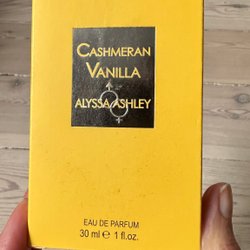 CASHMERAN
VANILLA
ALYSSA ASHLEY
EAU DE PARFUM
30 ml e 1 fl.oz.